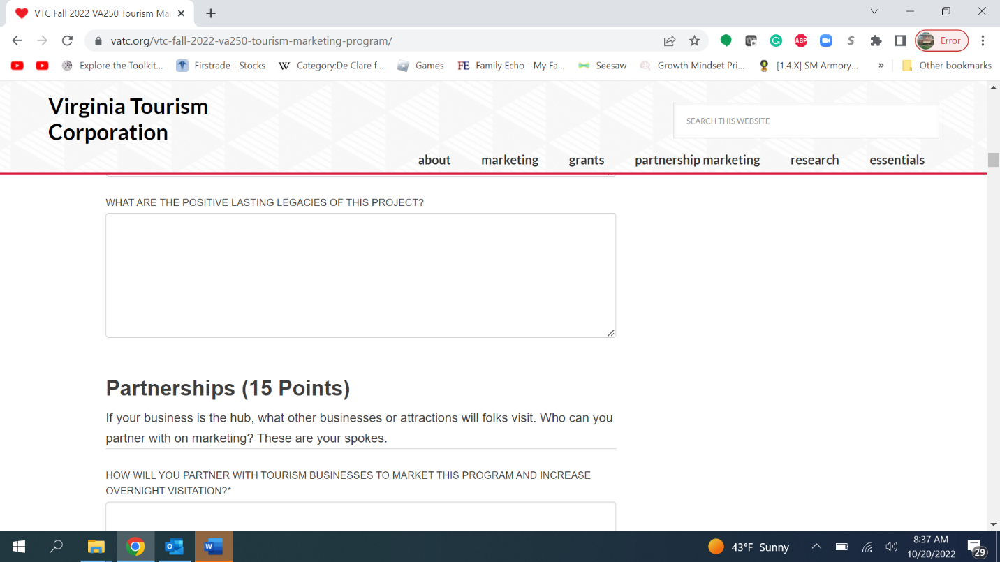 VTC Fall 2022 VA250 Tourism Ma
vatc.org/vtc-fall-2022-va250-tourism-marketing-program/
Error
Explore the Toolkit... Firstrade - Stocks Category:De Clare f... Games Family Echo - My Fa... Seesaw Growth Mindset Pri... [1.4.X] SM Armory... » Other bookmarks
Virginia Tourism
Corporation
SEARCH THIS WEBSITE
about marketing grants partnership marketing research essentials
WHAT ARE THE POSITIVE LASTING LEGACIES OF THIS PROJECT?
Partnerships (15 Points)
If your business is the hub, what other businesses or attractions will folks visit. Who can you
partner with on marketing? These are your spokes.
HOW WILL YOU PARTNER WITH TOURISM BUSINESSES TO MARKET THIS PROGRAM AND INCREASE
OVERNIGHT VISITATION?*
43°F Sunny
8:37 AM
10/20/2022
29